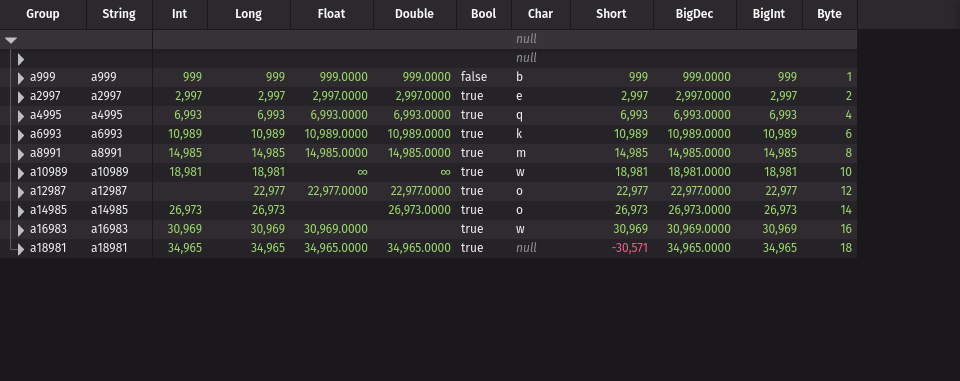 Group String Int Long Float Double Bool Char Short BigDec BigInt Byte
null
null
a999 a999 999 999 999.0000 999.0000 false b 999 999.0000 999 1
a2997 a2997 2,997 2,997 2,997.0000 2,997.0000 true e 2,997 2,997.0000 2,997 2
a4995 a4995 6,993 6,993 6,993.0000 6,993.0000 true q 6,993 6,993.0000 6,993 4
a6993 a6993 10,989 10,989 10,989.0000 10,989.0000 true k 10,989 10,989.0000 10,989 6
a8991 a8991 14,985 14,985 14,985.0000 14,985.0000 true m 14,985 14,985.0000 14,985 8
a10989 a10989 18,981 18,981 ∞ ∞ true w 18,981 18,981.0000 18,981 10
a12987 a12987 22,977 22,977.0000 22,977.0000 true o 22,977 22,977.0000 22,977 12
a14985 a14985 26,973 26,973 26,973.0000 true o 26,973 26,973.0000 26,973 14
a16983 a16983 30,969 30,969 30,969.0000 true w 30,969 30,969.0000 30,969 16
a18981 a18981 34,965 34,965 34,965.0000 34,965.0000 true null -30,571 34,965.0000 34,965 18